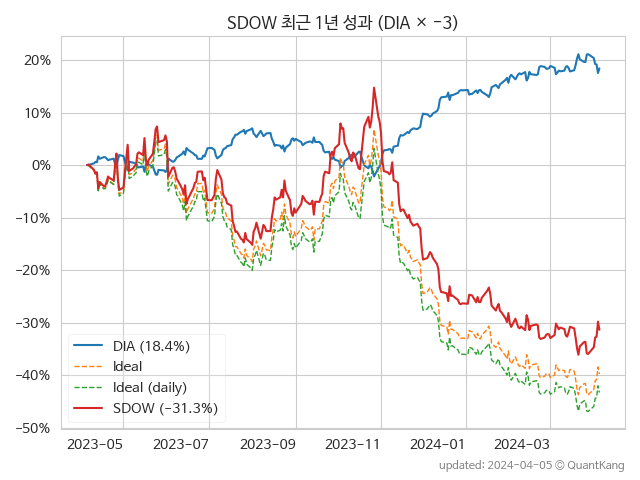 SDOW 최근 1년 성과 (DIA × −3)
20%
10%
0%
−10%
−20%
−30%
−40%
−50%
DIA (18.4%)
Ideal
Ideal (daily)
SDOW (−31.3%)
2023-05
2023-07
2023-09
2023-11
2024-01
2024-03
updated: 2024-04-05 © QuantKang